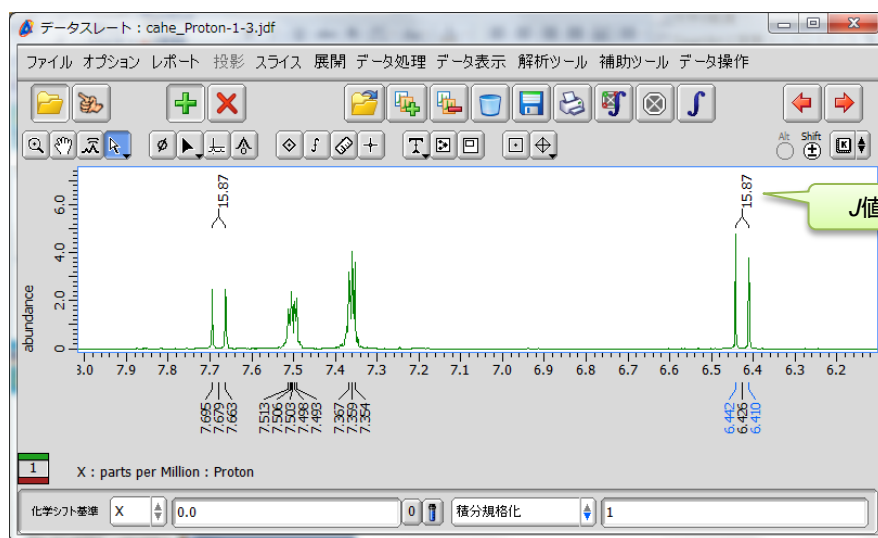 データスレート : cahe_Proton-1-3.jdf
ファイル オプション レポート 投影 スライス 展開 データ処理 データ表示 解析ツール 補助ツール データ操作
Alt Shift
T K
15.87 15.87
J値
abundance
6.0
4.0
2.0
0
3.0 7.9 7.8 7.7 7.6 7.5 7.4 7.3 7.2 7.1 7.0 6.9 6.8 6.7 6.6 6.5 6.4 6.3 6.2
7.695 7.679 7.663 7.513 7.506 7.503 7.498 7.493 7.367 7.359 7.354 6.442 6.426 6.410
1 X : parts per Million : Proton
化学シフト基準 X 0.0 0 積分規格化 1